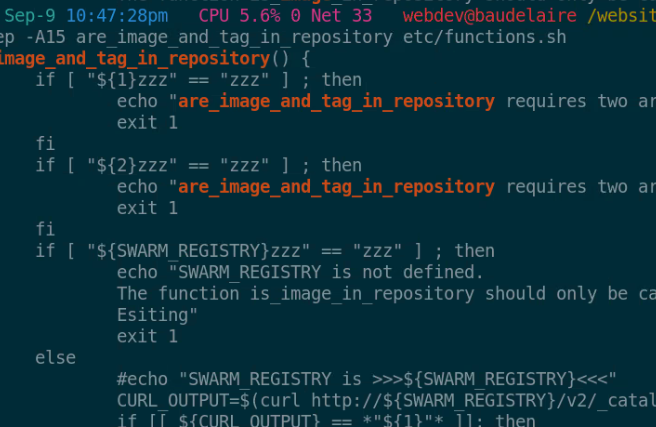 Sep-9 10:47:28pm CPU 5.6% 0 Net 33 webdev@baudelaire /websit
ep -A15 are_image_and_tag_in_repository etc/functions.sh
image_and_tag_in_repository() {
if [ "${1}zzz" == "zzz" ] ; then
echo "are_image_and_tag_in_repository requires two ar
exit 1
fi
if [ "${2}zzz" == "zzz" ] ; then
echo "are_image_and_tag_in_repository requires two ar
exit 1
fi
if [ "${SWARM_REGISTRY}zzz" == "zzz" ] ; then
echo "SWARM_REGISTRY is not defined.
The function is_image_in_repository should only be ca
Esiting"
exit 1
else
#echo "SWARM_REGISTRY is >>>${SWARM_REGISTRY}<<<"
CURL_OUTPUT=$(curl http://${SWARM_REGISTRY}/v2/_catal
if [[ ${CURL_OUTPUT} == *"${1}"* ]]; then